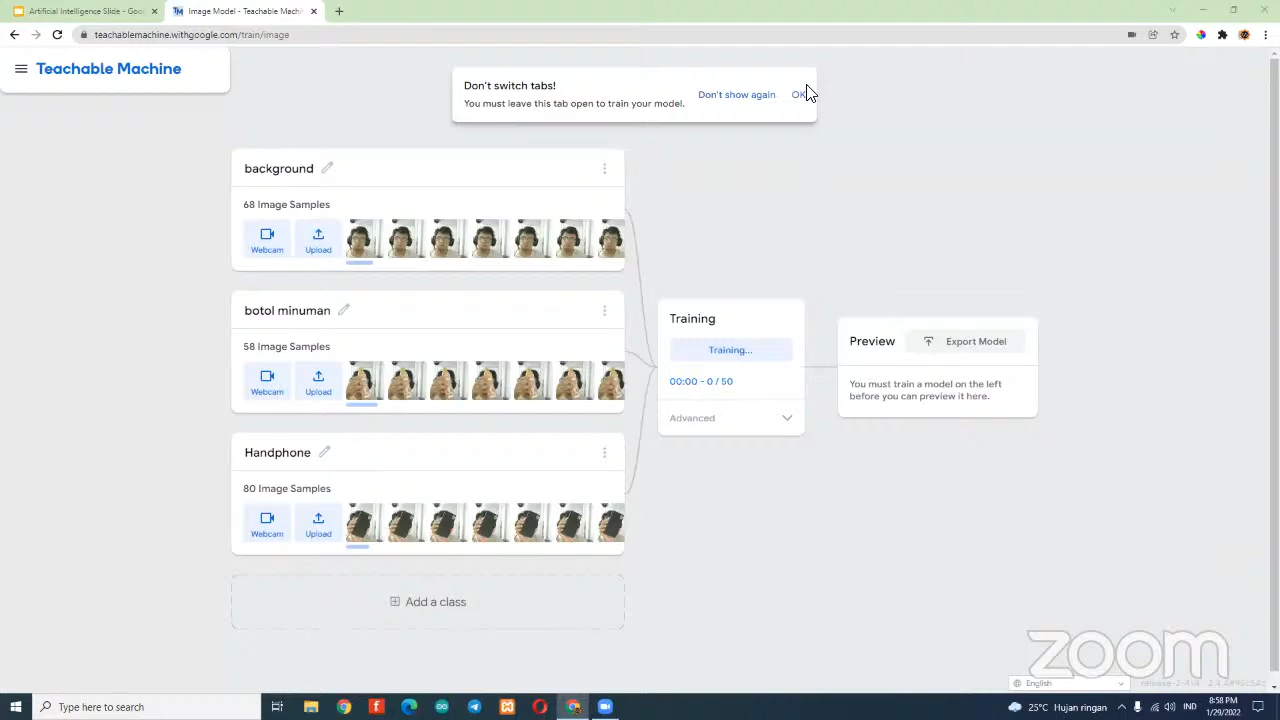 Artificial Intelligence Slide - Goo
Image Model - Teachable Machin
teachablemachine.withgoogle.com/train/image
Teachable Machine
Don't switch tabs!
You must leave this tab open to train your model.
Don't show again
OK
background
68 Image Samples
Webcam
Upload
botol minuman
58 Image Samples
Webcam
Upload
Handphone
80 Image Samples
Webcam
Upload
Add a class
Training
Training...
00:00 - 0 / 50
Advanced
Preview
Export Model
You must train a model on the left
before you can preview it here.
zoom
English
Type here to search
25°C Hujan ringan
IND
8:58 PM
1/29/2022